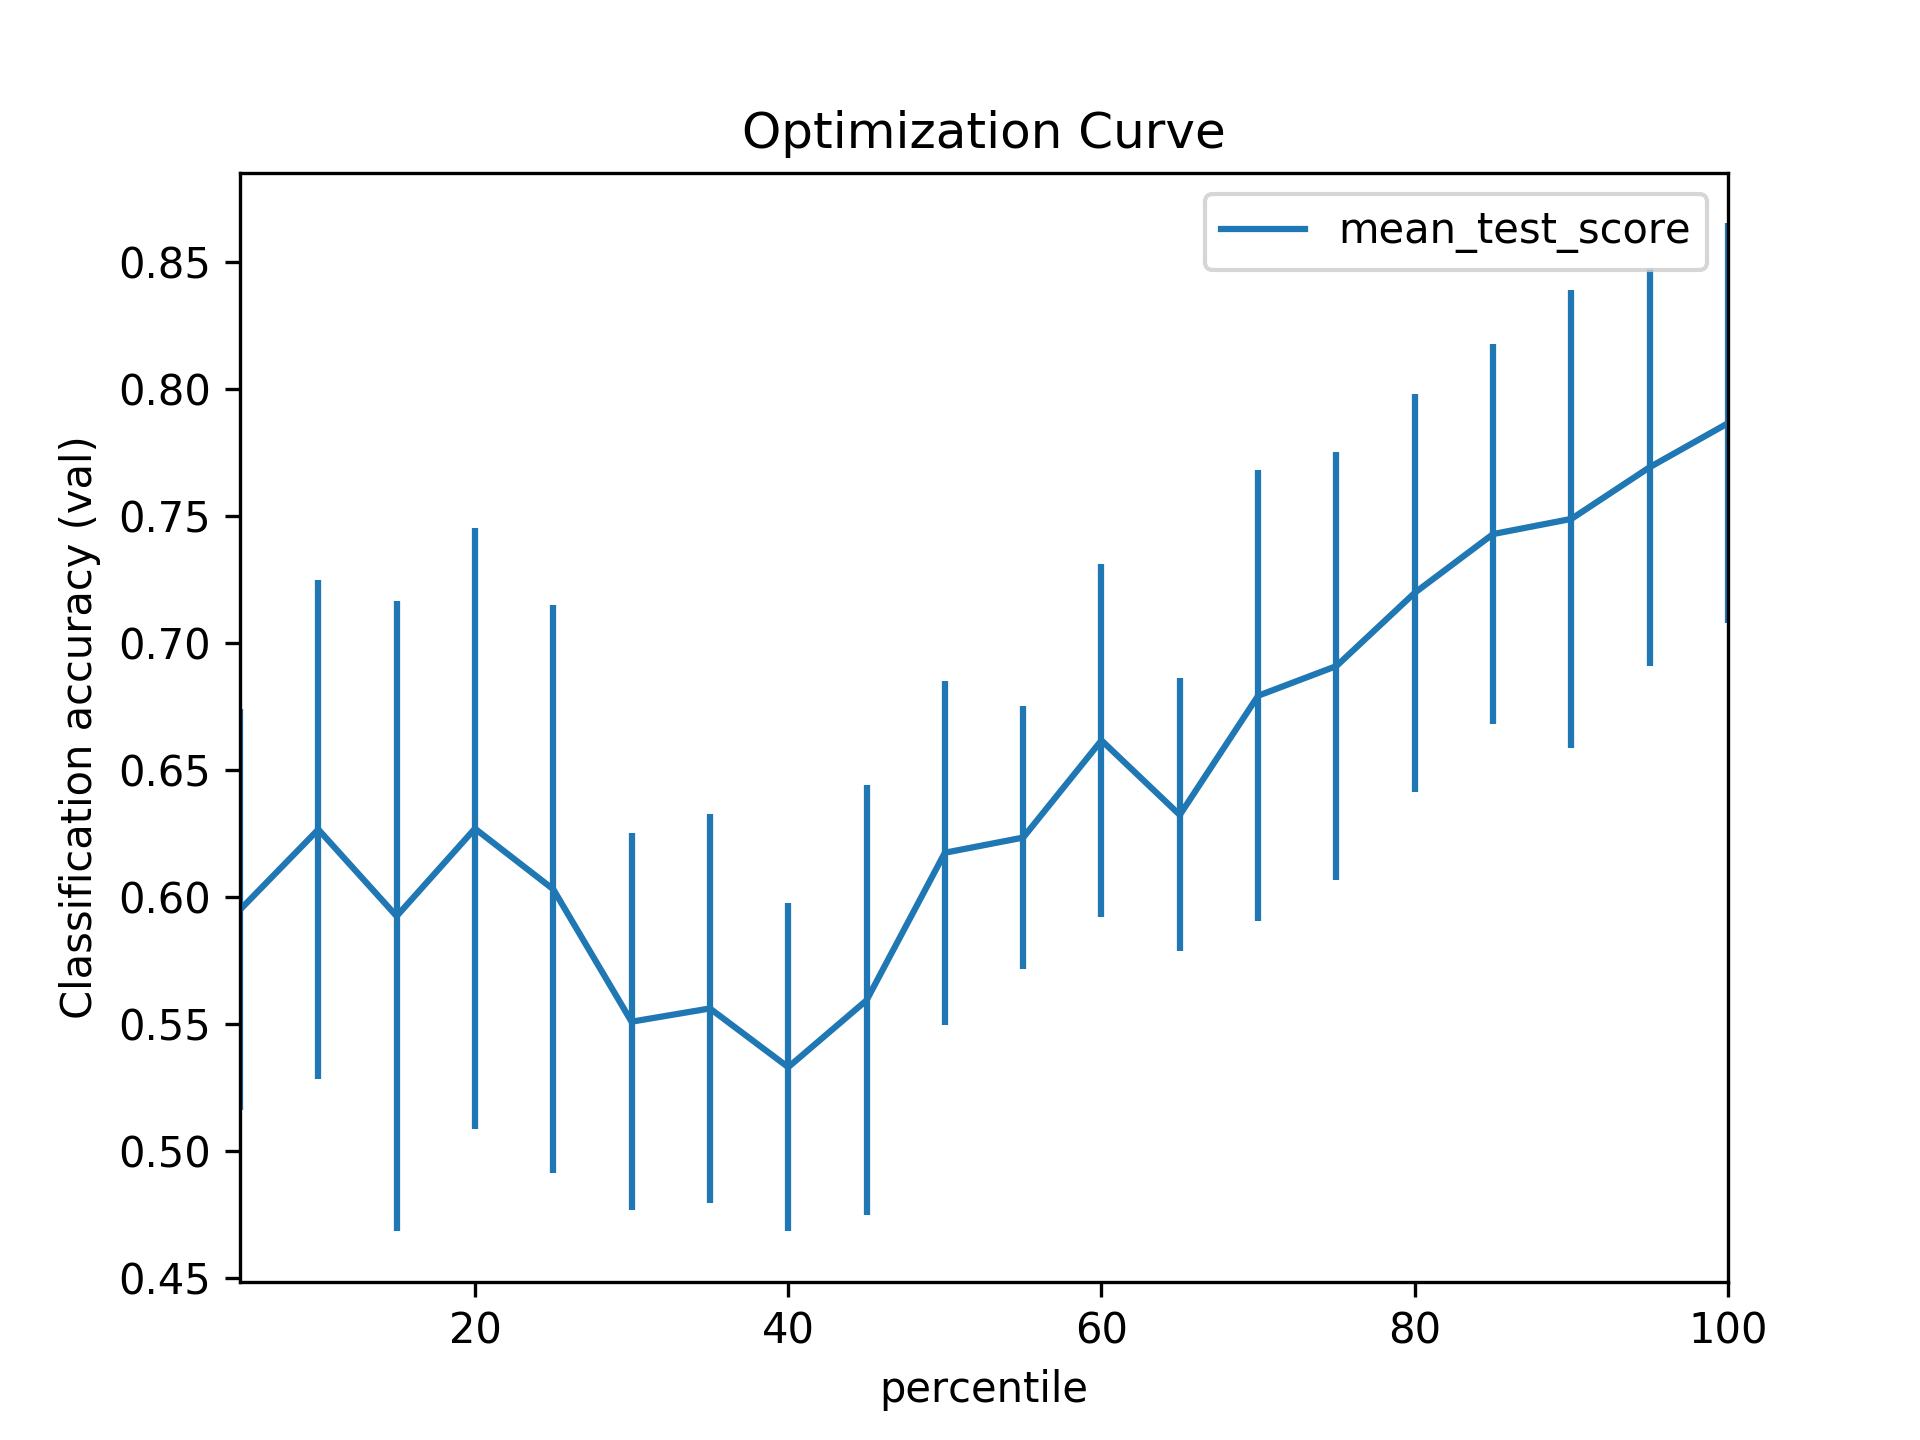 Optimization Curve
mean_test_score
Classification accuracy (val)
0.85
0.80
0.75
0.70
0.65
0.60
0.55
0.50
0.45
20 40 60 80 100
percentile